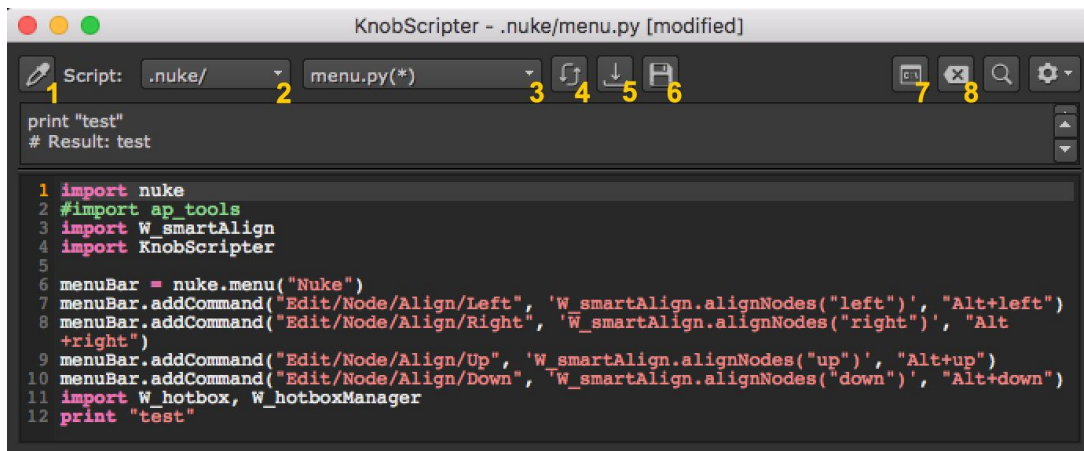 KnobScripter - .nuke/menu.py [modified]
Script: .nuke/ menu.py(*)
1 2 3 4 5 6 7 8
print "test"
# Result: test
1 import nuke
2 #import ap_tools
3 import W_smartAlign
4 import KnobScripter
5
6 menuBar = nuke.menu("Nuke")
7 menuBar.addCommand("Edit/Node/Align/Left", 'W_smartAlign.alignNodes("left")', "Alt+left")
8 menuBar.addCommand("Edit/Node/Align/Right", 'W_smartAlign.alignNodes("right")', "Alt
+right")
9 menuBar.addCommand("Edit/Node/Align/Up", 'W_smartAlign.alignNodes("up")', "Alt+up")
10 menuBar.addCommand("Edit/Node/Align/Down", 'W_smartAlign.alignNodes("down")', "Alt+down")
11 import W_hotbox, W_hotboxManager
12 print "test"